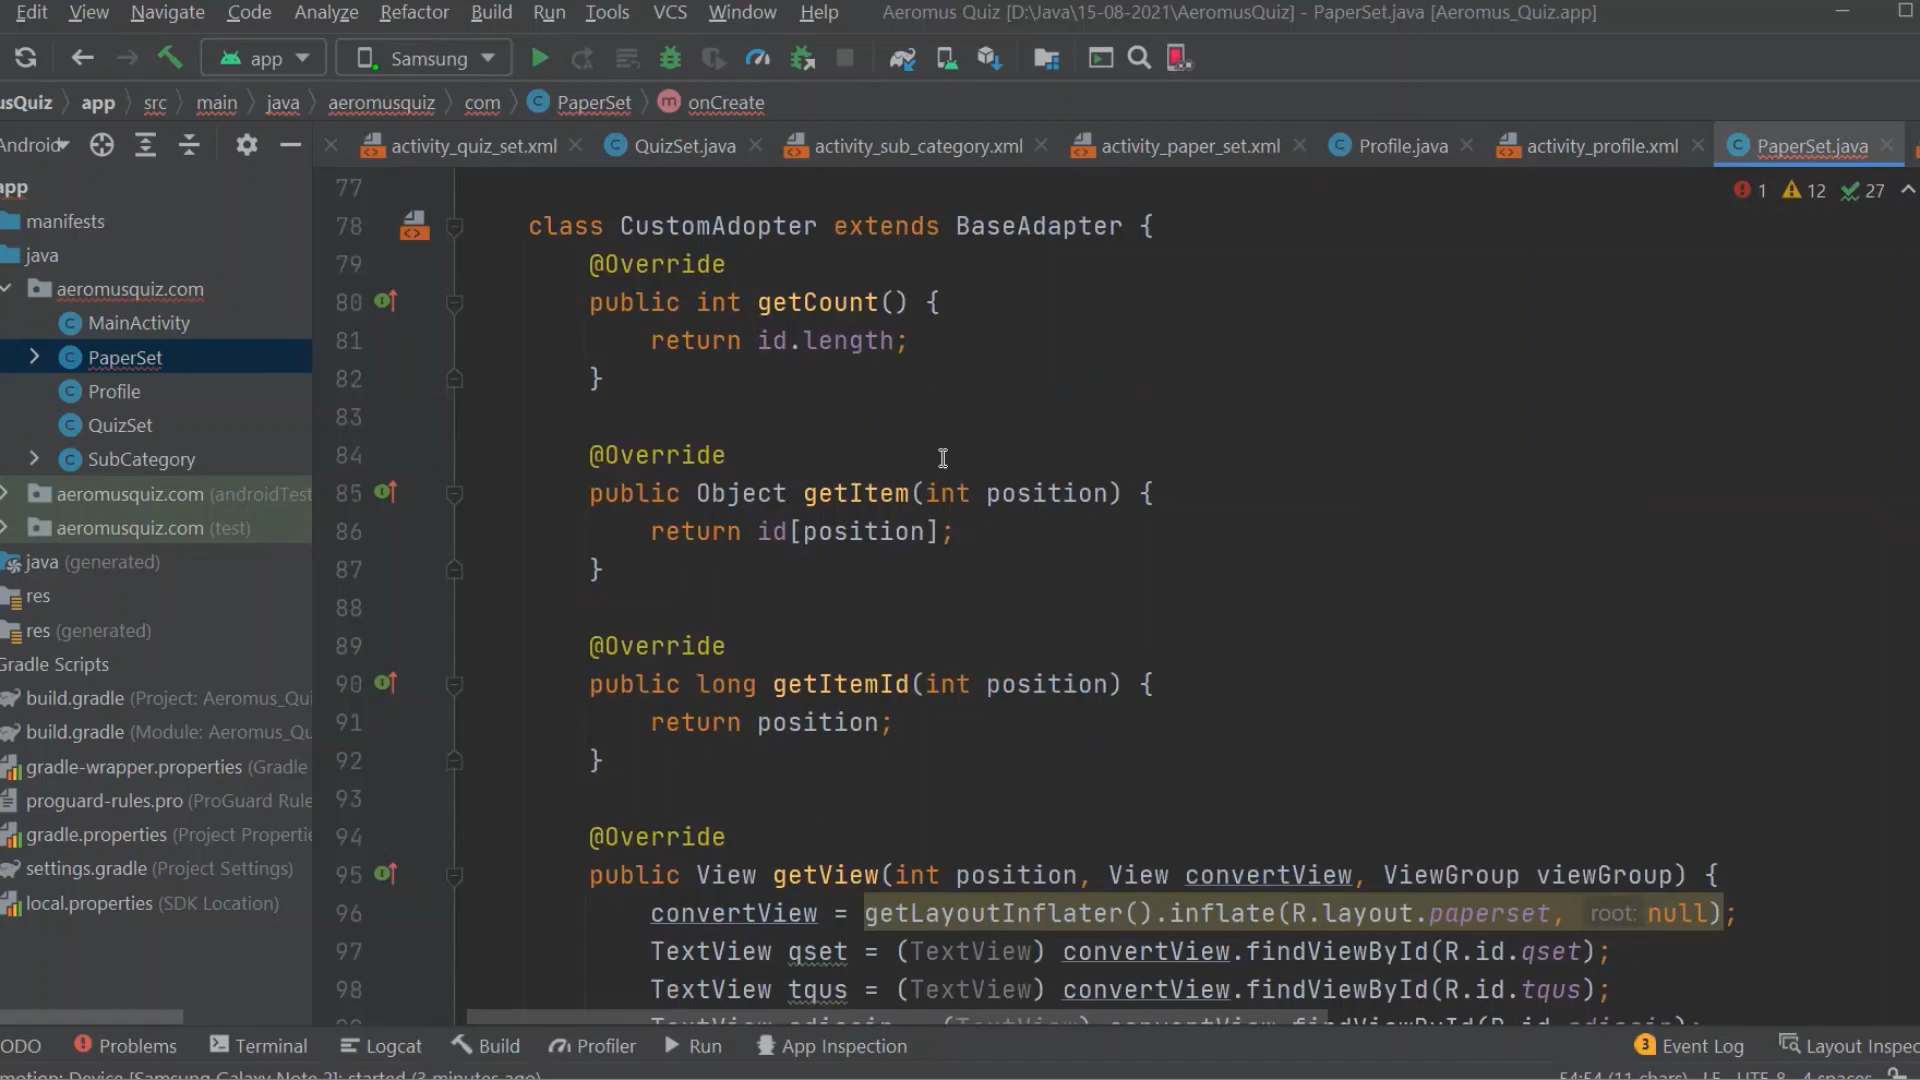 Edit View Navigate Code Analyze Refactor Build Run Tools VCS Window Help Aeromus Quiz [D:\Java\15-08-2021\AeromusQuiz] - PaperSet.java [Aeromus_Quiz.app]
app Samsung
usQuiz app src main java aeromusquiz com PaperSet onCreate
Android activity_quiz_set.xml QuizSet.java activity_sub_category.xml activity_paper_set.xml Profile.java activity_profile.xml PaperSet.java
1 12 27
app
manifests
java
aeromusquiz.com
MainActivity
PaperSet
Profile
QuizSet
SubCategory
aeromusquiz.com (androidTest
aeromusquiz.com (test)
java (generated)
res
res (generated)
Gradle Scripts
build.gradle (Project: Aeromus_Qui
build.gradle (Module: Aeromus_Qu
gradle-wrapper.properties (Gradle
proguard-rules.pro (ProGuard Rule
gradle.properties (Project Properti
settings.gradle (Project Settings)
local.properties (SDK Location)
77
78 class CustomAdopter extends BaseAdapter {
79 @Override
80 public int getCount() {
81 return id.length;
82 }
83
84 @Override
85 public Object getItem(int position) {
86 return id[position];
87 }
88
89 @Override
90 public long getItemId(int position) {
91 return position;
92 }
93
94 @Override
95 public View getView(int position, View convertView, ViewGroup viewGroup) {
96 convertView = getLayoutInflater().inflate(R.layout.paperset, root: null);
97 TextView qset = (TextView) convertView.findViewById(R.id.qset);
98 TextView tqus = (TextView) convertView.findViewById(R.id.tqus);
ODO Problems Terminal Logcat Build Profiler Run App Inspection 3 Event Log Layout Inspec